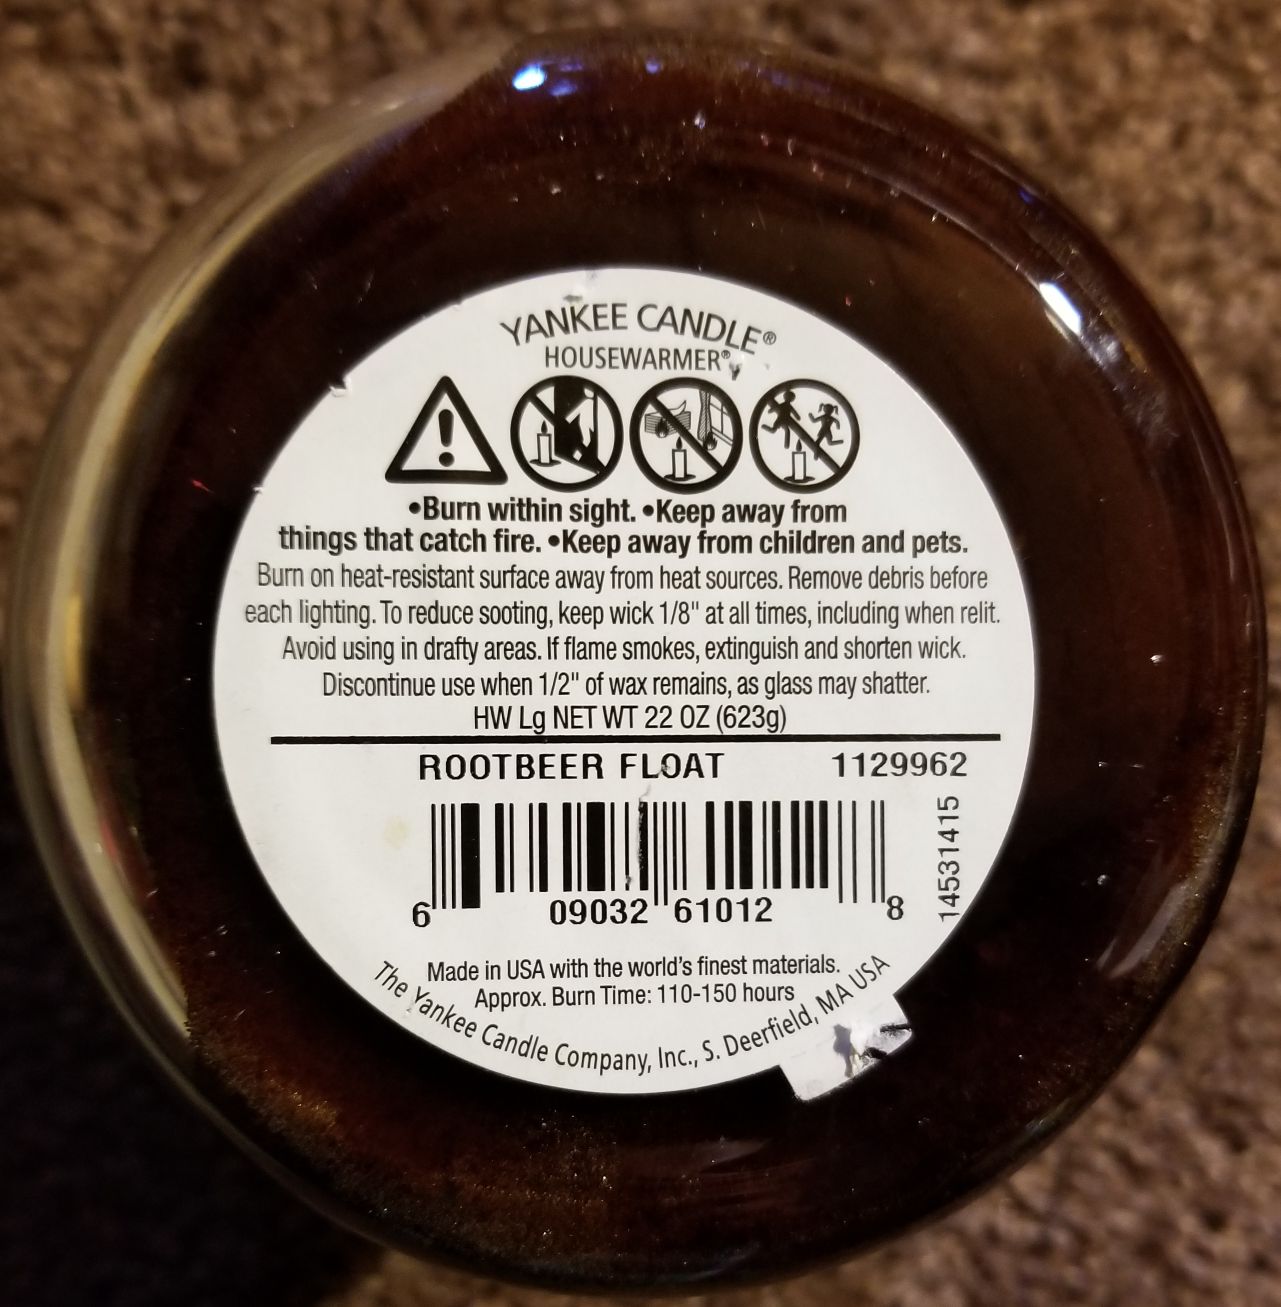 YANKEE CANDLE®
HOUSEWARMER®
•Burn within sight. •Keep away from
things that catch fire. •Keep away from children and pets.
Burn on heat-resistant surface away from heat sources. Remove debris before
each lighting. To reduce sooting, keep wick 1/8" at all times, including when relit.
Avoid using in drafty areas. If flame smokes, extinguish and shorten wick.
Discontinue use when 1/2" of wax remains, as glass may shatter.
HW Lg NET WT 22 OZ (623g)
ROOTBEER FLOAT 1129962
14531415
6 09032 61012 8
Made in USA with the world's finest materials.
Approx. Burn Time: 110-150 hours
The Yankee Candle Company, Inc., S. Deerfield, MA USA